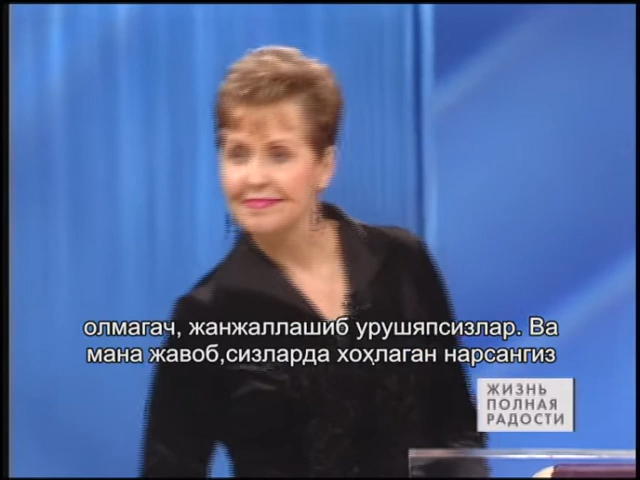 олмагач, жанжаллашиб урушяпсизлар. Ва
мана жавоб,сизларда хоҳлаган нарсангиз
ЖИЗНЬ
ПОЛНАЯ
РАДОСТИ